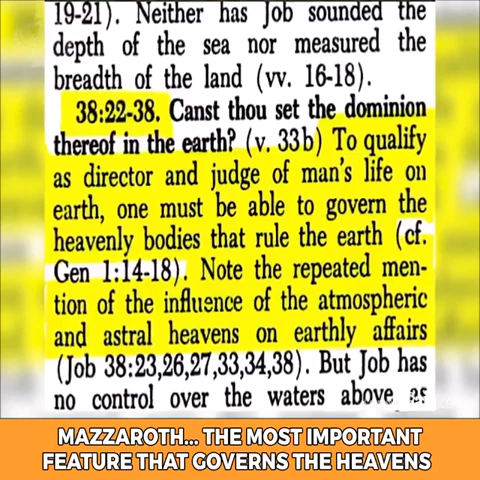 19-21). Neither has Job sounded the
depth of the sea nor measured the
breadth of the land (vv. 16-18).
38:22-38. Canst thou set the dominion
thereof in the earth? (v. 33b) To qualify
as director and judge of man's life on
earth, one must be able to govern the
heavenly bodies that rule the earth (cf.
Gen 1:14-18). Note the repeated men-
tion of the influence of the atmospheric
and astral heavens on earthly affairs
(Job 38:23,26,27,33,34,38). But Job has
no control over the waters above as
MAZZAROTH... THE MOST IMPORTANT
FEATURE THAT GOVERNS THE HEAVENS